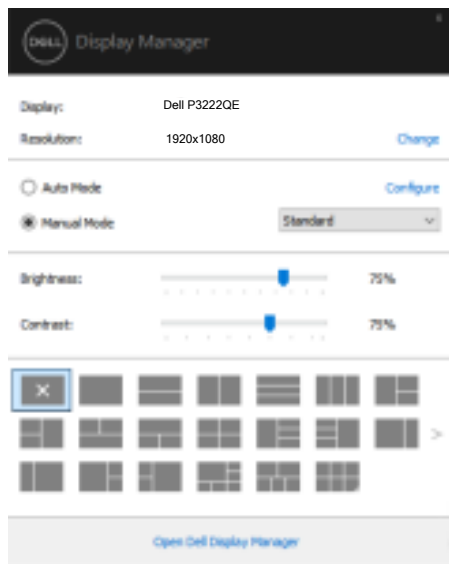 DELL Display Manager
Display: Dell P3222QE
Resolution: 1920x1080 Change
Auto Mode Configure
Manual Mode Standard
Brightness: 75%
Contrast: 75%
Open Dell Display Manager